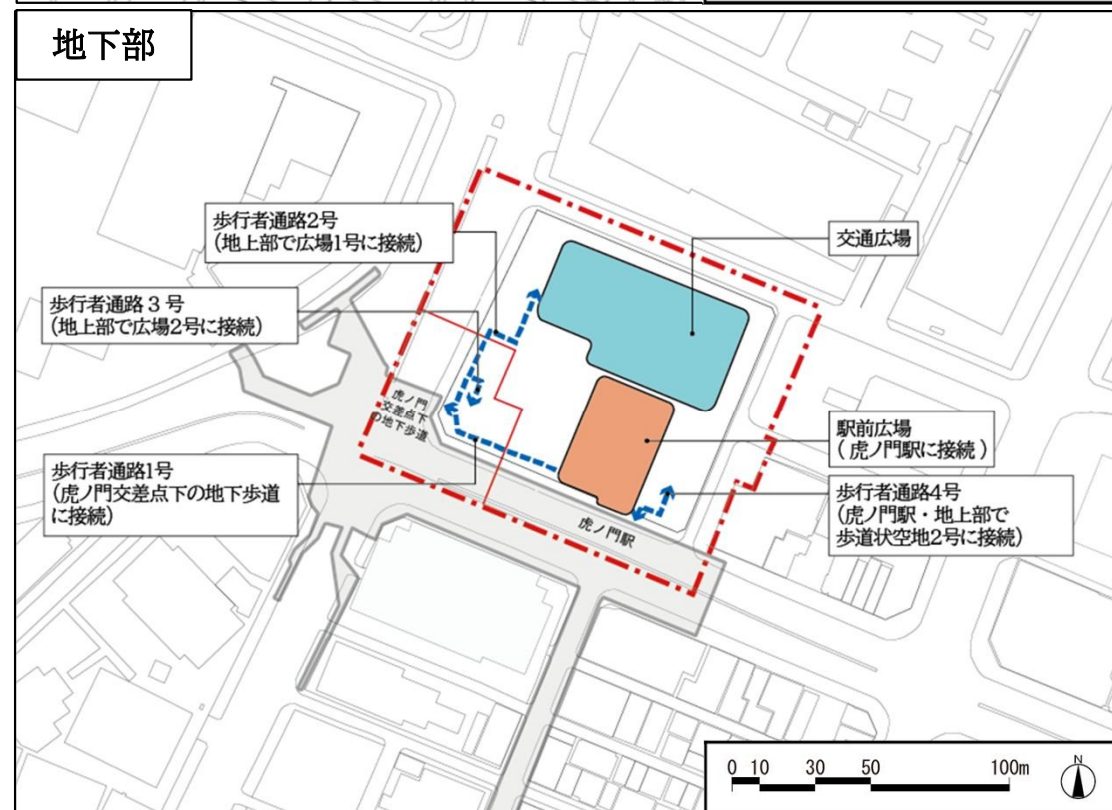 地下部
歩行者通路2号
(地上部で広場1号に接続)
交通広場
歩行者通路３号
(地上部で広場2号に接続)
虎ノ門
交差点下
の地下歩道
駅前広場
( 虎ノ門駅に接続 )
歩行者通路1号
(虎ノ門交差点下の地下歩道
に接続)
歩行者通路4号
(虎ノ門駅・地上部で
歩道状空地2号に接続)
虎ノ門駅
0 10 30 50 100m
N